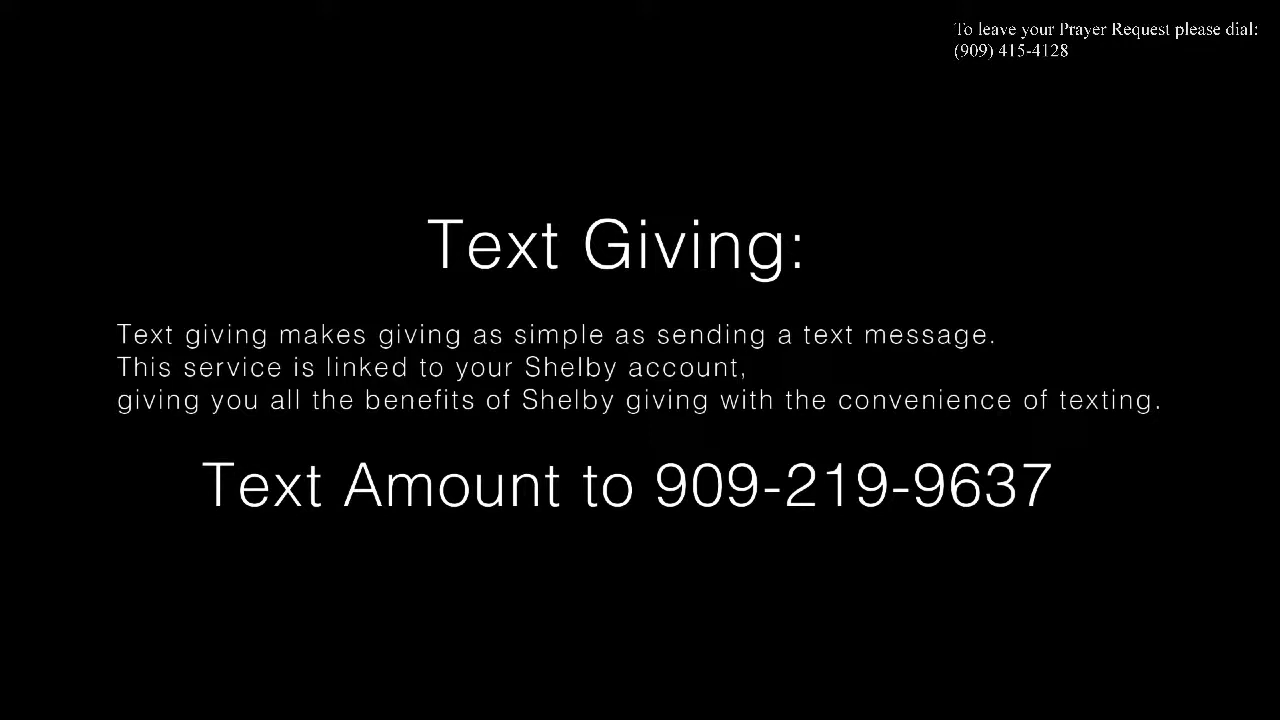 To leave your Prayer Request please dial:
(909) 415-4128
Text Giving:
Text giving makes giving as simple as sending a text message.
This service is linked to your Shelby account,
giving you all the benefits of Shelby giving with the convenience of texting.
Text Amount to 909-219-9637